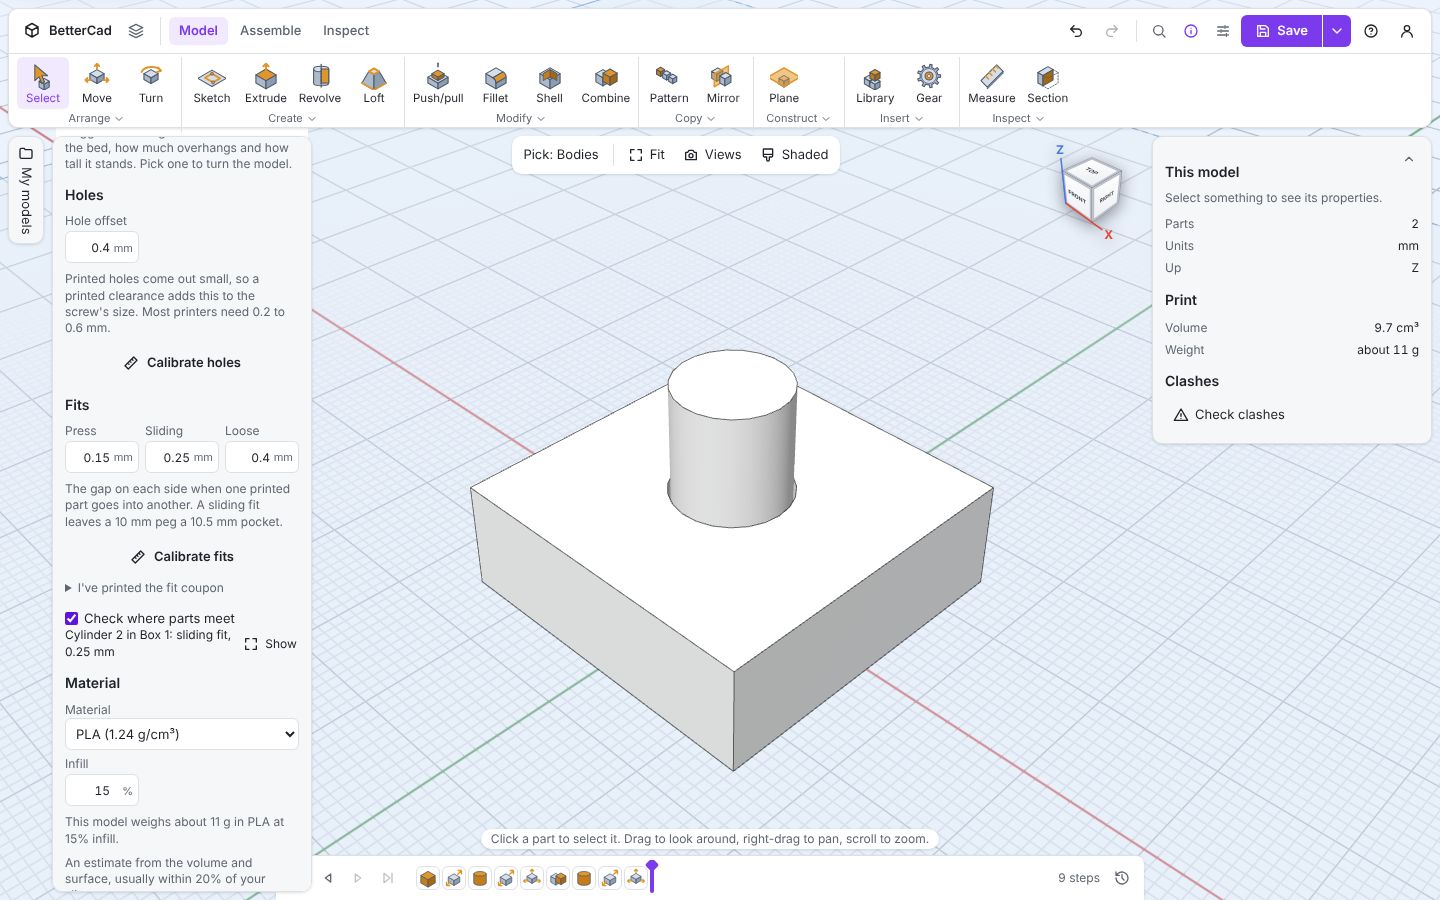 BetterCad
Model
Assemble
Inspect
Save
Select
Move
Turn
Sketch
Extrude
Revolve
Loft
Push/pull
Fillet
Shell
Combine
Pattern
Mirror
Plane
Library
Gear
Measure
Section
Arrange
Create
Modify
Copy
Construct
Insert
Inspect
My models
the bed, how much overhangs and how
tall it stands. Pick one to turn the model.
Holes
Hole offset
0.4 mm
Printed holes come out small, so a
printed clearance adds this to the
screw's size. Most printers need 0.2 to
0.6 mm.
Calibrate holes
Fits
Press
Sliding
Loose
0.15 mm
0.25 mm
0.4 mm
The gap on each side when one printed
part goes into another. A sliding fit
leaves a 10 mm peg a 10.5 mm pocket.
Calibrate fits
I've printed the fit coupon
Check where parts meet
Cylinder 2 in Box 1: sliding fit,
0.25 mm
Show
Material
Material
PLA (1.24 g/cm³)
Infill
15 %
This model weighs about 11 g in PLA at
15% infill.
An estimate from the volume and
surface, usually within 20% of your
Pick: Bodies
Fit
Views
Shaded
Z
TOP
FRONT
RIGHT
X
This model
Select something to see its properties.
Parts 2
Units mm
Up Z
Print
Volume 9.7 cm³
Weight about 11 g
Clashes
Check clashes
Click a part to select it. Drag to look around, right-drag to pan, scroll to zoom.
9 steps